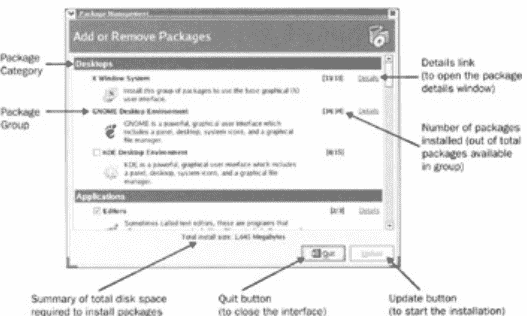 Package Management
Add or Remove Packages
Desktops
X Window System
Details
Install this group of packages to use the basic graphical (X)
user interface.
GNOME Desktop Environment
Details
GNOME is a powerful, graphical user interface which
includes a panel, desktop, system icons, and a graphical
file manager.
KDE Desktop Environment
[0/15]
KDE is a powerful, graphical user interface which includes
a panel, desktop, system icons, and a graphical file
manager.
Applications
Editors
[2/3]
Details
Sometimes called text editors, these are programs that
Total install size: 1,645 Megabytes
Quit
Update
Package
Category
Package
Group
Details link
(to open the package
details window)
Number of packages
installed (out of total
packages available
in group)
Summary of total disk space
required to install packages
Quit button
(to close the interface)
Update button
(to start the installation)